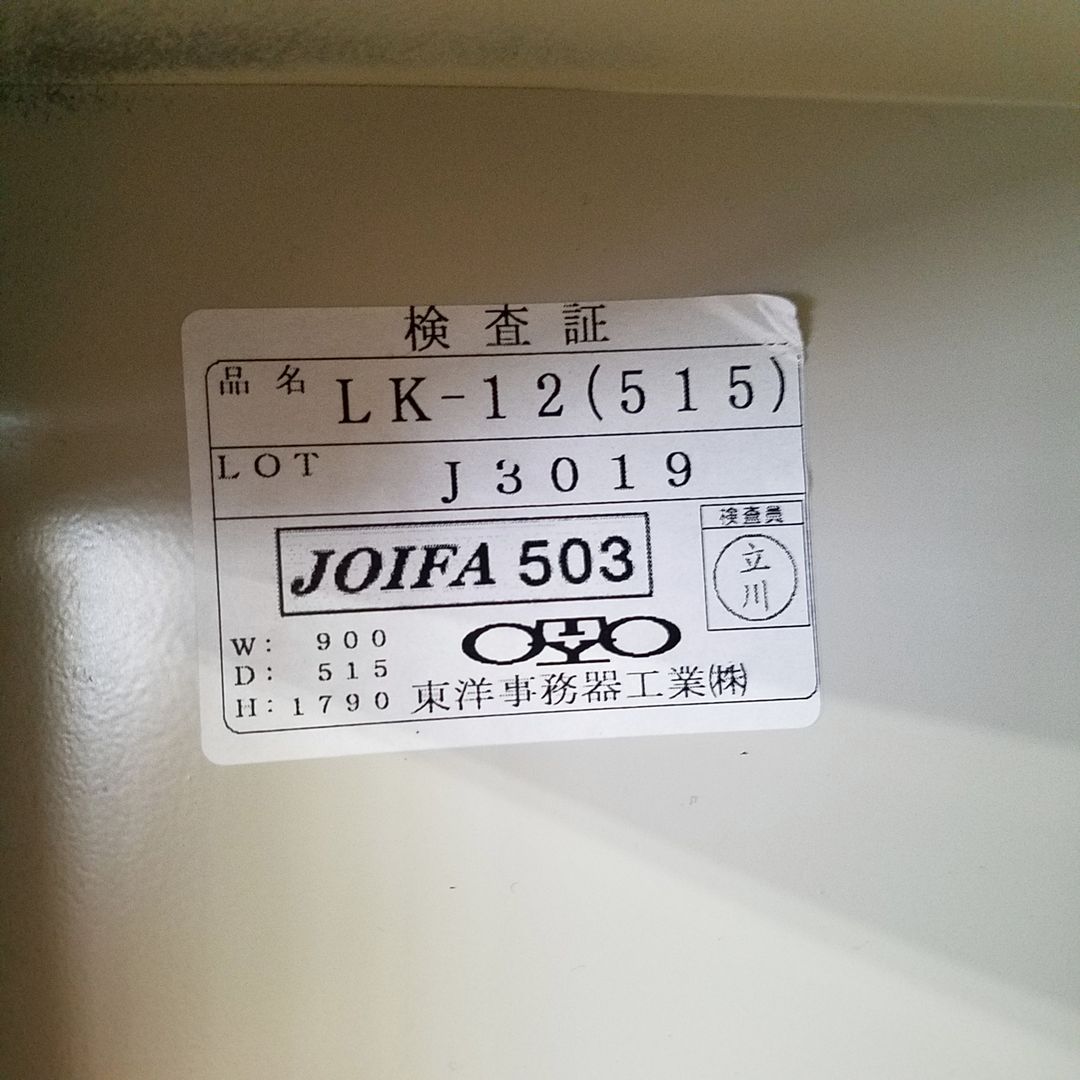 検査証
品名 LK-12(515)
LOT J3019
JOIFA 503
検査員
立川
W: 900
D: 515
H: 1790
TOYO
東洋事務器工業㈱